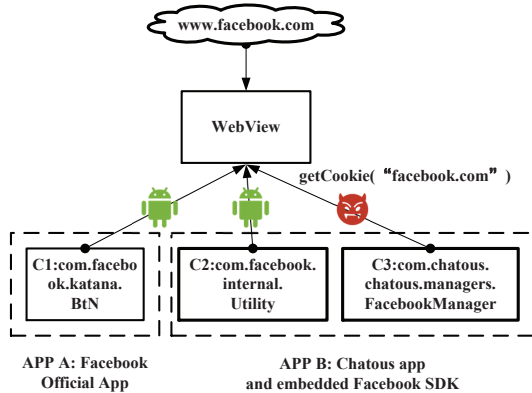 www.facebook.com
WebView
getCookie( “facebook.com” )
C1:com.facebo
ok.katana.
BtN
C2:com.facebook.
internal.
Utility
C3:com.chatous.
chatous.managers.
FacebookManager
APP A: Facebook
Official App
APP B: Chatous app
and embedded Facebook SDK